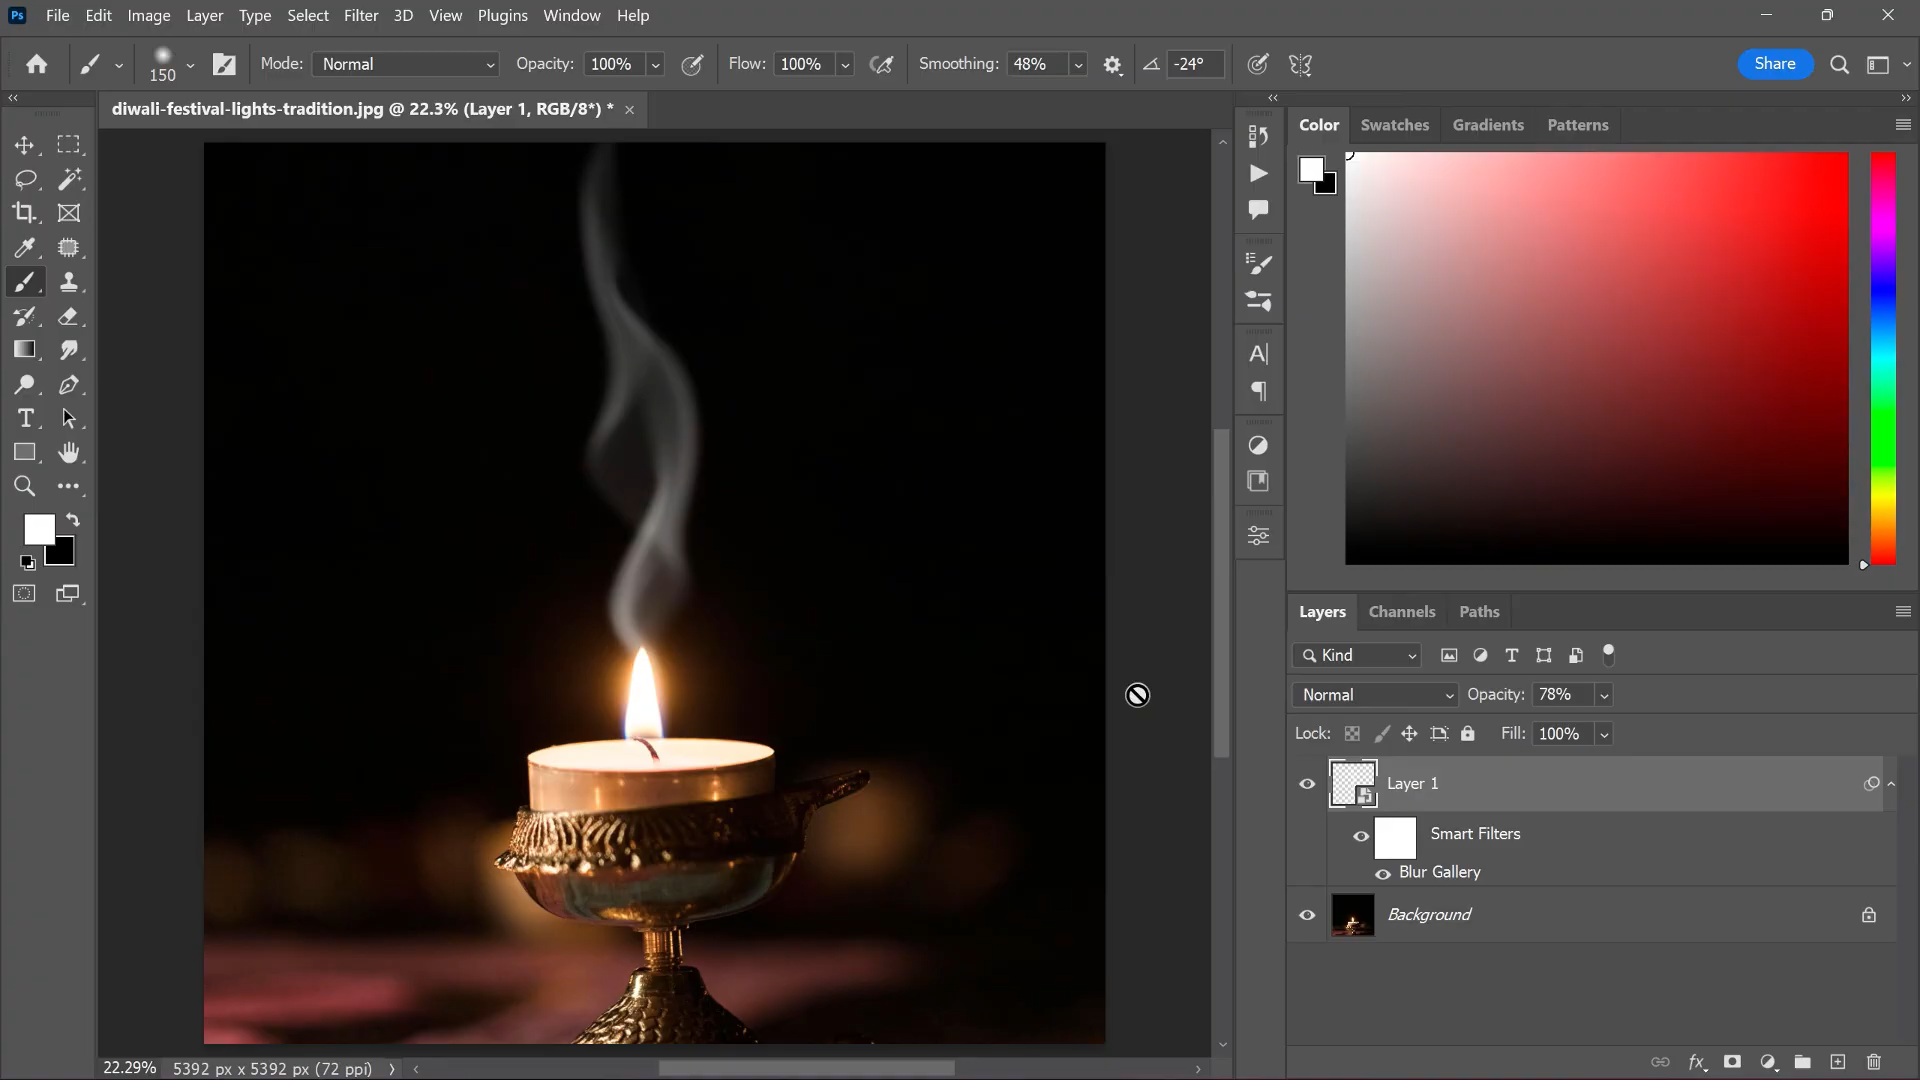 Ps File Edit Image Layer Type Select Filter 3D View Plugins Window Help
150 Mode: Normal Opacity: 100% Flow: 100% Smoothing: 48% -24° Share
diwali-festival-lights-tradition.jpg @ 22.3% (Layer 1, RGB/8*) *
Color Swatches Gradients Patterns
Layers Channels Paths
Kind
Normal Opacity: 78%
Lock: Fill: 100%
Layer 1
Smart Filters
Blur Gallery
Background
fx
22.29% 5392 px x 5392 px (72 ppi)